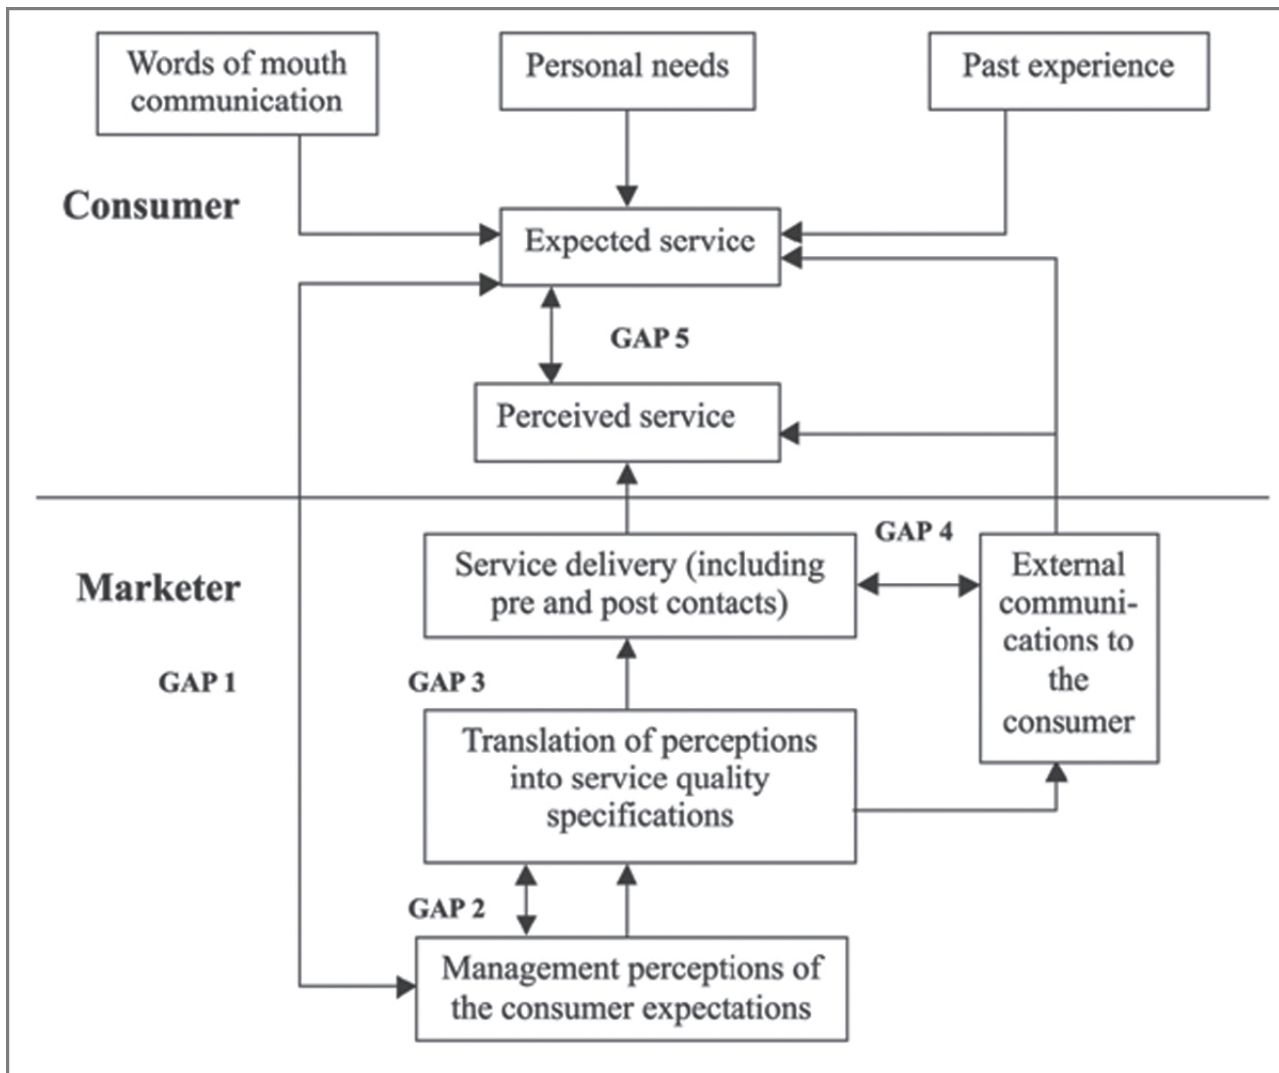 Words of mouth
communication
Personal needs
Past experience
Consumer
Expected service
GAP 5
Perceived service
GAP 4
Marketer
Service delivery (including
pre and post contacts)
External
communi-
cations to
the
consumer
GAP 1
GAP 3
Translation of perceptions
into service quality
specifications
GAP 2
Management perceptions of
the consumer expectations